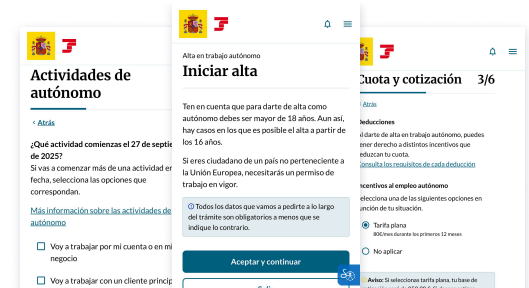 Actividades de
autónomo
< Atrás
¿Qué actividad comienzas el 27 de septie
de 2025?
Si vas a comenzar más de una actividad en
fecha, selecciona las opciones que
correspondan.
Más información sobre las actividades de
autónomo
Voy a trabajar por mi cuenta o en mi
negocio
Voy a trabajar con un cliente princip
Alta en trabajo autónomo
Iniciar alta
Ten en cuenta que para darte de alta como
autónomo debes ser mayor de 18 años. Aun así,
hay casos en los que es posible el alta a partir de
los 16 años.
Si eres ciudadano de un país no perteneciente a
la Unión Europea, necesitarás un permiso de
trabajo en vigor.
Todos los datos que vamos a pedirte a lo largo
del trámite son obligatorios a menos que se
indique lo contrario.
Aceptar y continuar
Cuota y cotización 3/6
Atrás
Deducciones
Al darte de alta en trabajo autónomo, puedes
tener derecho a distintos incentivos que
reduzcan tu cuota.
Consulta los requisitos de cada deducción
Incentivos al empleo autónomo
Selecciona una de las siguientes opciones en
función de tu situación.
Tarifa plana
80€/mes durante los primeros 12 meses
No aplicar
Aviso: Si seleccionas tarifa plana, tu base de